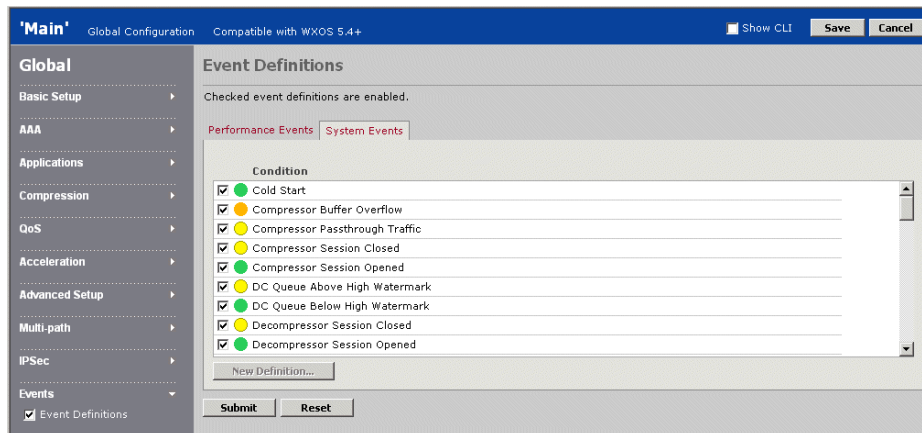 'Main' Global Configuration Compatible with WXOS 5.4+ Show CLI Save Cancel
Global
Basic Setup
AAA
Applications
Compression
QoS
Acceleration
Advanced Setup
Multi-path
IPSec
Events
Event Definitions
Event Definitions
Checked event definitions are enabled.
Performance Events System Events
Condition
Cold Start
Compressor Buffer Overflow
Compressor Passthrough Traffic
Compressor Session Closed
Compressor Session Opened
DC Queue Above High Watermark
DC Queue Below High Watermark
Decompressor Session Closed
Decompressor Session Opened
New Definition...
Submit Reset